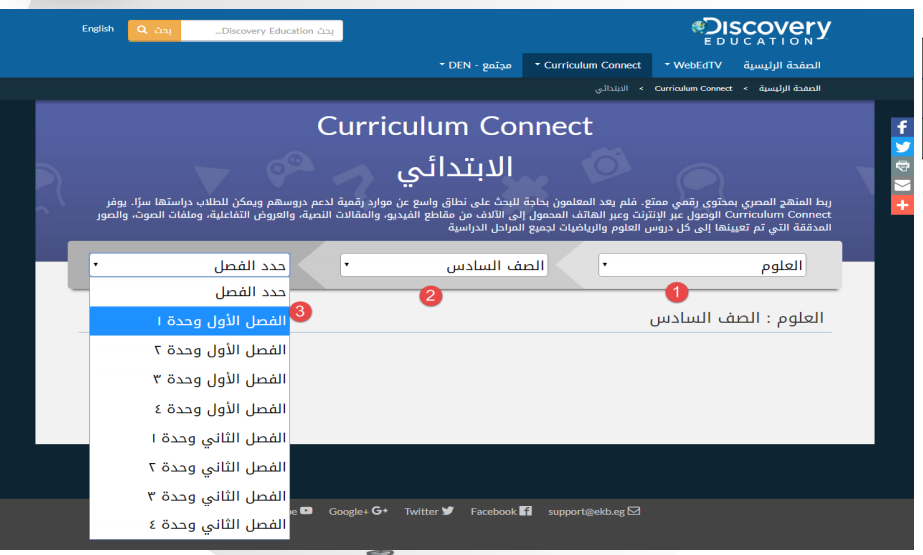 Discovery
EDUCATION
بحث Discovery Education...
بحث
English
الصفحة الرئيسية
WebEdTV
Curriculum Connect
مجتمع - DEN
الصفحة الرئيسية > Curriculum Connect > الابتدائي
Curriculum Connect
الابتدائي
ربط المنهج المصري بمحتوى رقمي ممتع. فلم يعد المعلمون بحاجة للبحث على نطاق واسع عن موارد رقمية لدعم دروسهم ويمكن للطلاب دراستها سرًا. يوفر
Curriculum Connect الوصول عبر الإنترنت وعبر الهاتف المحمول إلى الآلاف من مقاطع الفيديو، والمقالات النصية، والعروض التفاعلية، وملفات الصوت، والصور
المدققة التي تم تعيينها إلى كل دروس العلوم والرياضيات لجميع المراحل الدراسية
العلوم
الصف السادس
حدد الفصل
1
2
3
العلوم : الصف السادس
حدد الفصل
الفصل الأول وحدة ١
الفصل الأول وحدة ٢
الفصل الأول وحدة ٣
الفصل الأول وحدة ٤
الفصل الثاني وحدة ١
الفصل الثاني وحدة ٢
الفصل الثاني وحدة ٣
الفصل الثاني وحدة ٤
support@ekb.eg
Facebook
Twitter
Google+